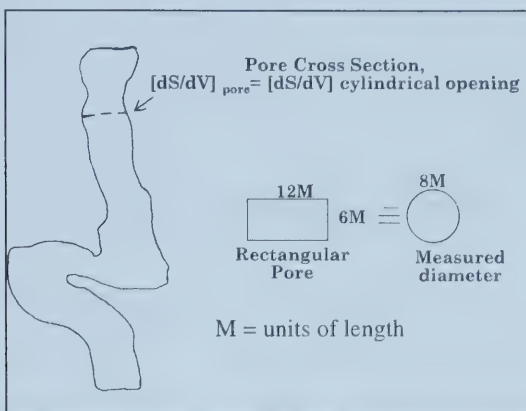 Pore Cross Section,
[dS/dV] pore= [dS/dV] cylindrical opening
12M
6M
8M
Rectangular
Pore
Measured
diameter
M = units of length